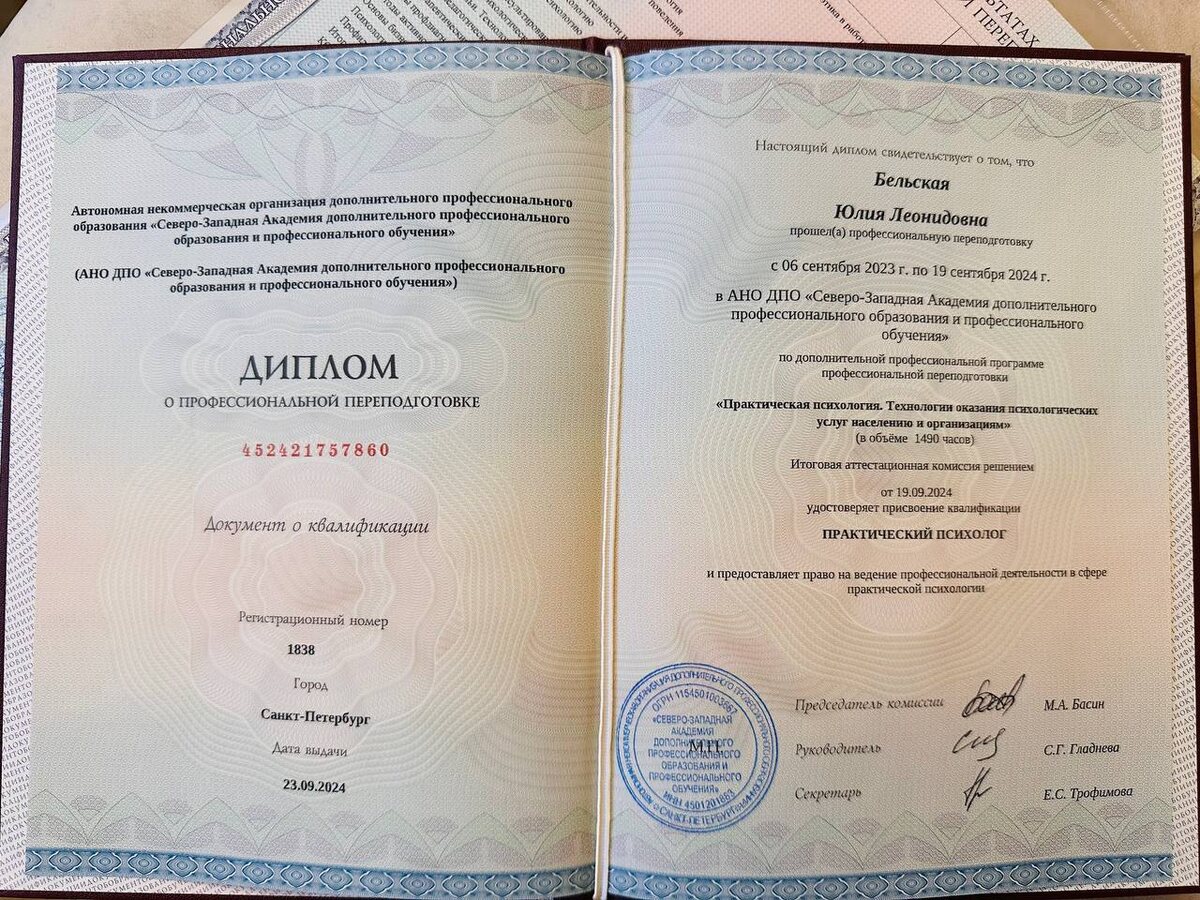 Автономная некоммерческая организация дополнительного профессионального
образования «Северо-Западная Академия дополнительного профессионального
образования и профессионального обучения»
(АНО ДПО «Северо-Западная Академия дополнительного профессионального
образования и профессионального обучения»)
ДИПЛОМ
О ПРОФЕССИОНАЛЬНОЙ ПЕРЕПОДГОТОВКЕ
452421757860
Документ о квалификации
Регистрационный номер
1838
Город
Санкт-Петербург
Дата выдачи
23.09.2024
Настоящий диплом свидетельствует о том, что
Бельская
Юлия Леонидовна
прошел(а) профессиональную переподготовку
с 06 сентября 2023 г. по 19 сентября 2024 г.
в АНО ДПО «Северо-Западная Академия дополнительного
профессионального образования и профессионального
обучения»
по дополнительной профессиональной программе
профессиональной переподготовки
«Практическая психология. Технологии оказания психологических
услуг населению и организациям»
(в объёме 1490 часов)
Итоговая аттестационная комиссия решением
от 19.09.2024
удостоверяет присвоение квалификации
ПРАКТИЧЕСКИЙ ПСИХОЛОГ
и предоставляет право на ведение профессиональной деятельности в сфере
практической психологии
Председатель комиссии М.А. Басин
Руководитель С.Г. Гладнева
Секретарь Е.С. Трофимова
М.П.
«СЕВЕРО-ЗАПАДНАЯ
АКАДЕМИЯ
ДОПОЛНИТЕЛЬНОГО
ПРОФЕССИОНАЛЬНОГО
ОБРАЗОВАНИЯ И
ПРОФЕССИОНАЛЬНОГО
ОБУЧЕНИЯ»
ИНН 4501201663
САНКТ-ПЕТЕРБУРГ